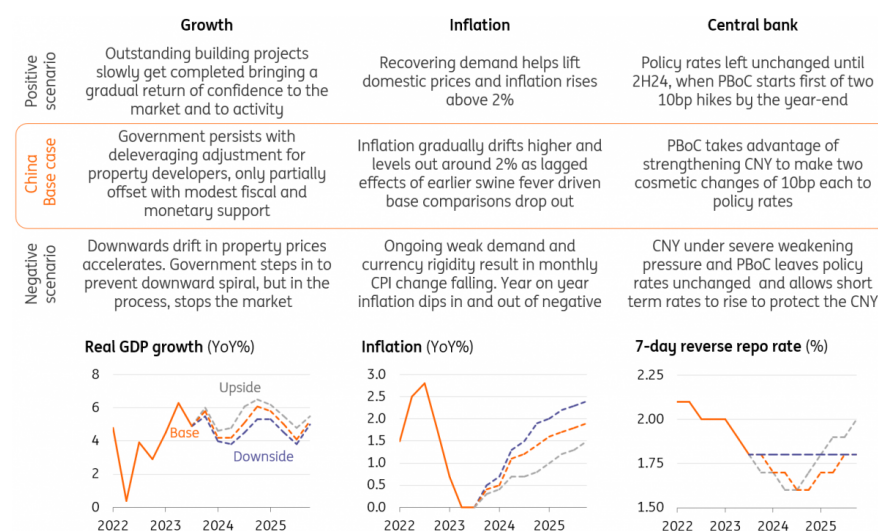 Growth
Inflation
Central bank
Positive
scenario
Outstanding building projects
slowly get completed bringing a
gradual return of confidence to the
market and to activity
Recovering demand helps lift
domestic prices and inflation rises
above 2%
Policy rates left unchanged until
2H24, when PBoC starts first of two
10bp hikes by the year-end
China
Base case
Government persists with
deleveraging adjustment for
property developers, only partially
offset with modest fiscal and
monetary support
Inflation gradually drifts higher and
levels out around 2% as lagged
effects of earlier swine fever driven
base comparisons drop out
PBoC takes advantage of
strengthening CNY to make two
cosmetic changes of 10bp each to
policy rates
Negative
scenario
Downwards drift in property prices
accelerates. Government steps in to
prevent downward spiral, but in the
process, stops the market
Ongoing weak demand and
currency rigidity result in monthly
CPI change falling. Year on year
inflation dips in and out of negative
CNY under severe weakening
pressure and PBoC leaves policy
rates unchanged and allows short
term rates to rise to protect the CNY
Real GDP growth (YoY%)
8
6
4
2
0
Upside
Base
Downside
2022 2023 2024 2025
Inflation (YoY%)
3.0
2.5
2.0
1.5
1.0
0.5
0.0
2022 2023 2024 2025
7-day reverse repo rate (%)
2.25
2.00
1.75
1.50
2022 2023 2024 2025